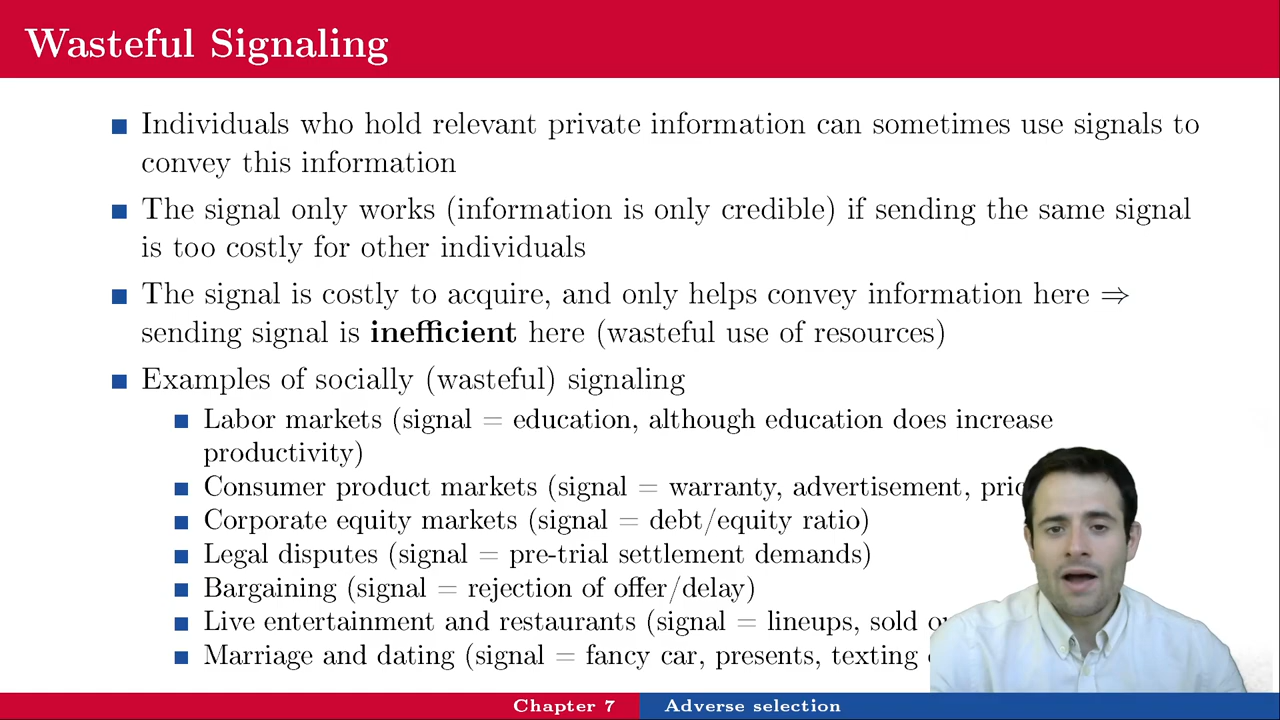 Wasteful Signaling
Individuals who hold relevant private information can sometimes use signals to
convey this information
The signal only works (information is only credible) if sending the same signal
is too costly for other individuals
The signal is costly to acquire, and only helps convey information here ⇒
sending signal is inefficient here (wasteful use of resources)
Examples of socially (wasteful) signaling
Labor markets (signal = education, although education does increase
productivity)
Consumer product markets (signal = warranty, advertisement,
Corporate equity markets (signal = debt/equity ratio)
Legal disputes (signal = pre-trial settlement demands)
Bargaining (signal = rejection of offer/delay)
Live entertainment and restaurants (signal = lineups, sold
Marriage and dating (signal = fancy car, presents, texting
Chapter 7
Adverse selection